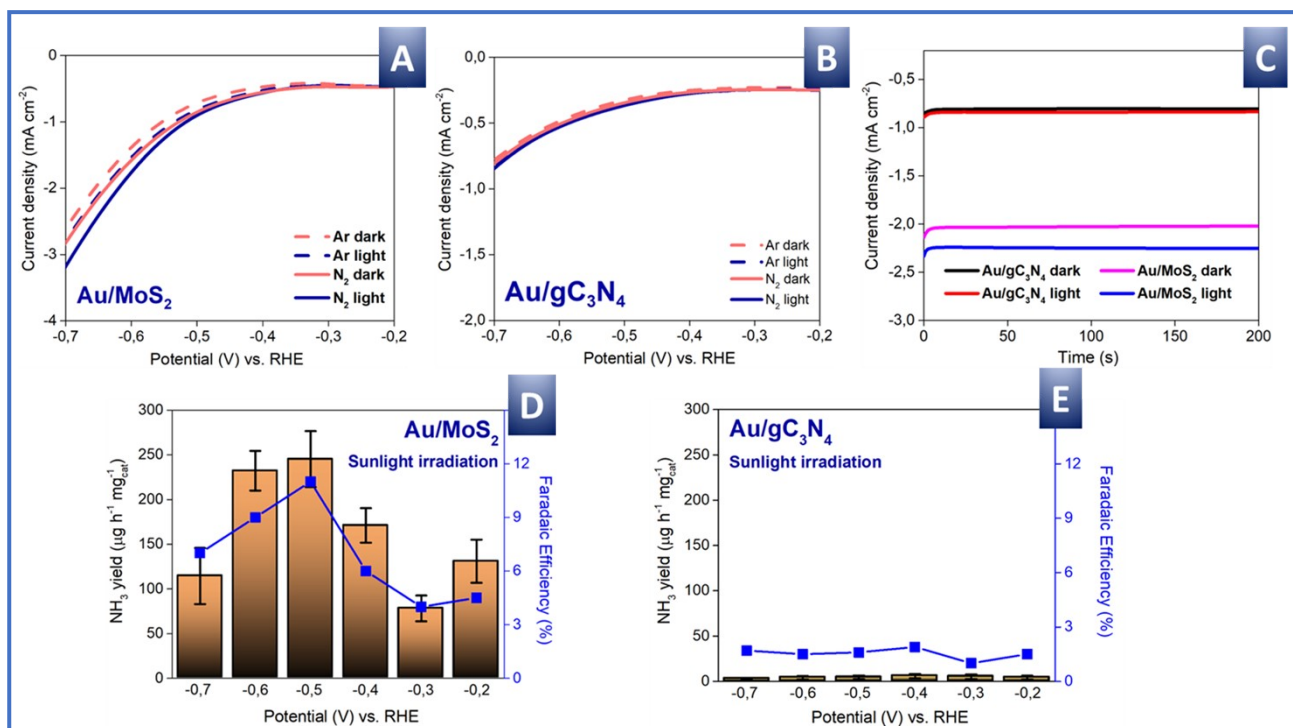 A
Current density (mA cm⁻²)
0
-1
-2
-3
-4
Ar dark
Ar light
N₂ dark
N₂ light
Au/MoS₂
-0,7 -0,6 -0,5 -0,4 -0,3 -0,2
Potential (V) vs. RHE
B
Current density (mA cm⁻²)
0,0
-0,5
-1,0
-1,5
-2,0
Ar dark
Ar light
N₂ dark
N₂ light
Au/gC₃N₄
-0,7 -0,6 -0,5 -0,4 -0,3 -0,2
Potential (V) vs. RHE
C
Current density (mA cm⁻²)
-0,5
-1,0
-1,5
-2,0
-2,5
-3,0
Au/gC₃N₄ dark
Au/gC₃N₄ light
Au/MoS₂ dark
Au/MoS₂ light
0 50 100 150 200
Time (s)
D
NH₃ yield (μg h⁻¹ mg⁻¹cat)
300
250
200
150
100
50
0
Au/MoS₂
Sunlight irradiation
12
9
6
3
0
Faradaic Efficiency (%)
-0,7 -0,6 -0,5 -0,4 -0,3 -0,2
Potential (V) vs. RHE
E
NH₃ yield (μg h⁻¹ mg⁻¹cat)
300
250
200
150
100
50
0
Au/gC₃N₄
Sunlight irradiation
12
9
6
3
0
Faradaic Efficiency (%)
-0,7 -0,6 -0,5 -0,4 -0,3 -0,2
Potential (V) vs. RHE